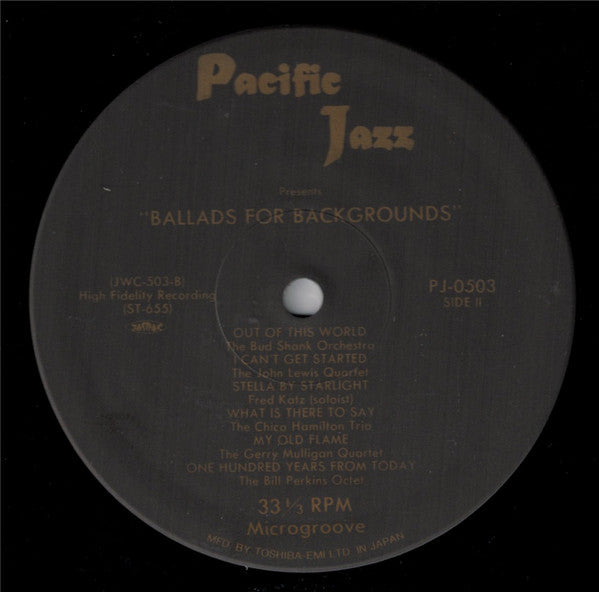 Pacific
Jazz
Presents
"BALLADS FOR BACKGROUNDS"
(JWC-503-B)
High Fidelity Recording
(ST-655)
PJ-0503
SIDE II
OUT OF THIS WORLD
The Bud Shank Orchestra
I CAN'T GET STARTED
The John Lewis Quartet
STELLA BY STARLIGHT
Fred Katz (soloist)
WHAT IS THERE TO SAY
The Chico Hamilton Trio
MY OLD FLAME
The Gerry Mulligan Quartet
ONE HUNDRED YEARS FROM TODAY
The Bill Perkins Octet
33 1/3 RPM
Microgroove
MFD BY TOSHIBA-EMI LTD IN JAPAN